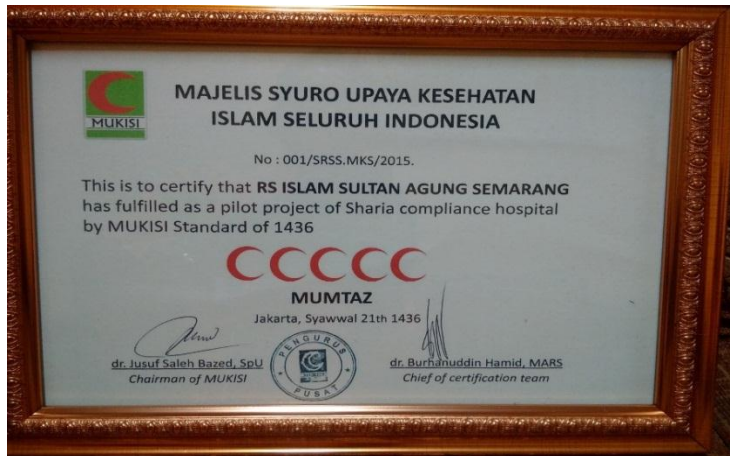 MUKISI
MAJELIS SYURO UPAYA KESEHATAN
ISLAM SELURUH INDONESIA
No : 001/SRSS.MKS/2015.
This is to certify that RS ISLAM SULTAN AGUNG SEMARANG
has fulfilled as a pilot project of Sharia compliance hospital
by MUKISI Standard of 1436
MUMTAZ
Jakarta, Syawwal 21th 1436
PENGURUS
PUSAT
dr. Jusuf Saleh Bazed, SpU
Chairman of MUKISI
dr. Burhanuddin Hamid, MARS
Chief of certification team